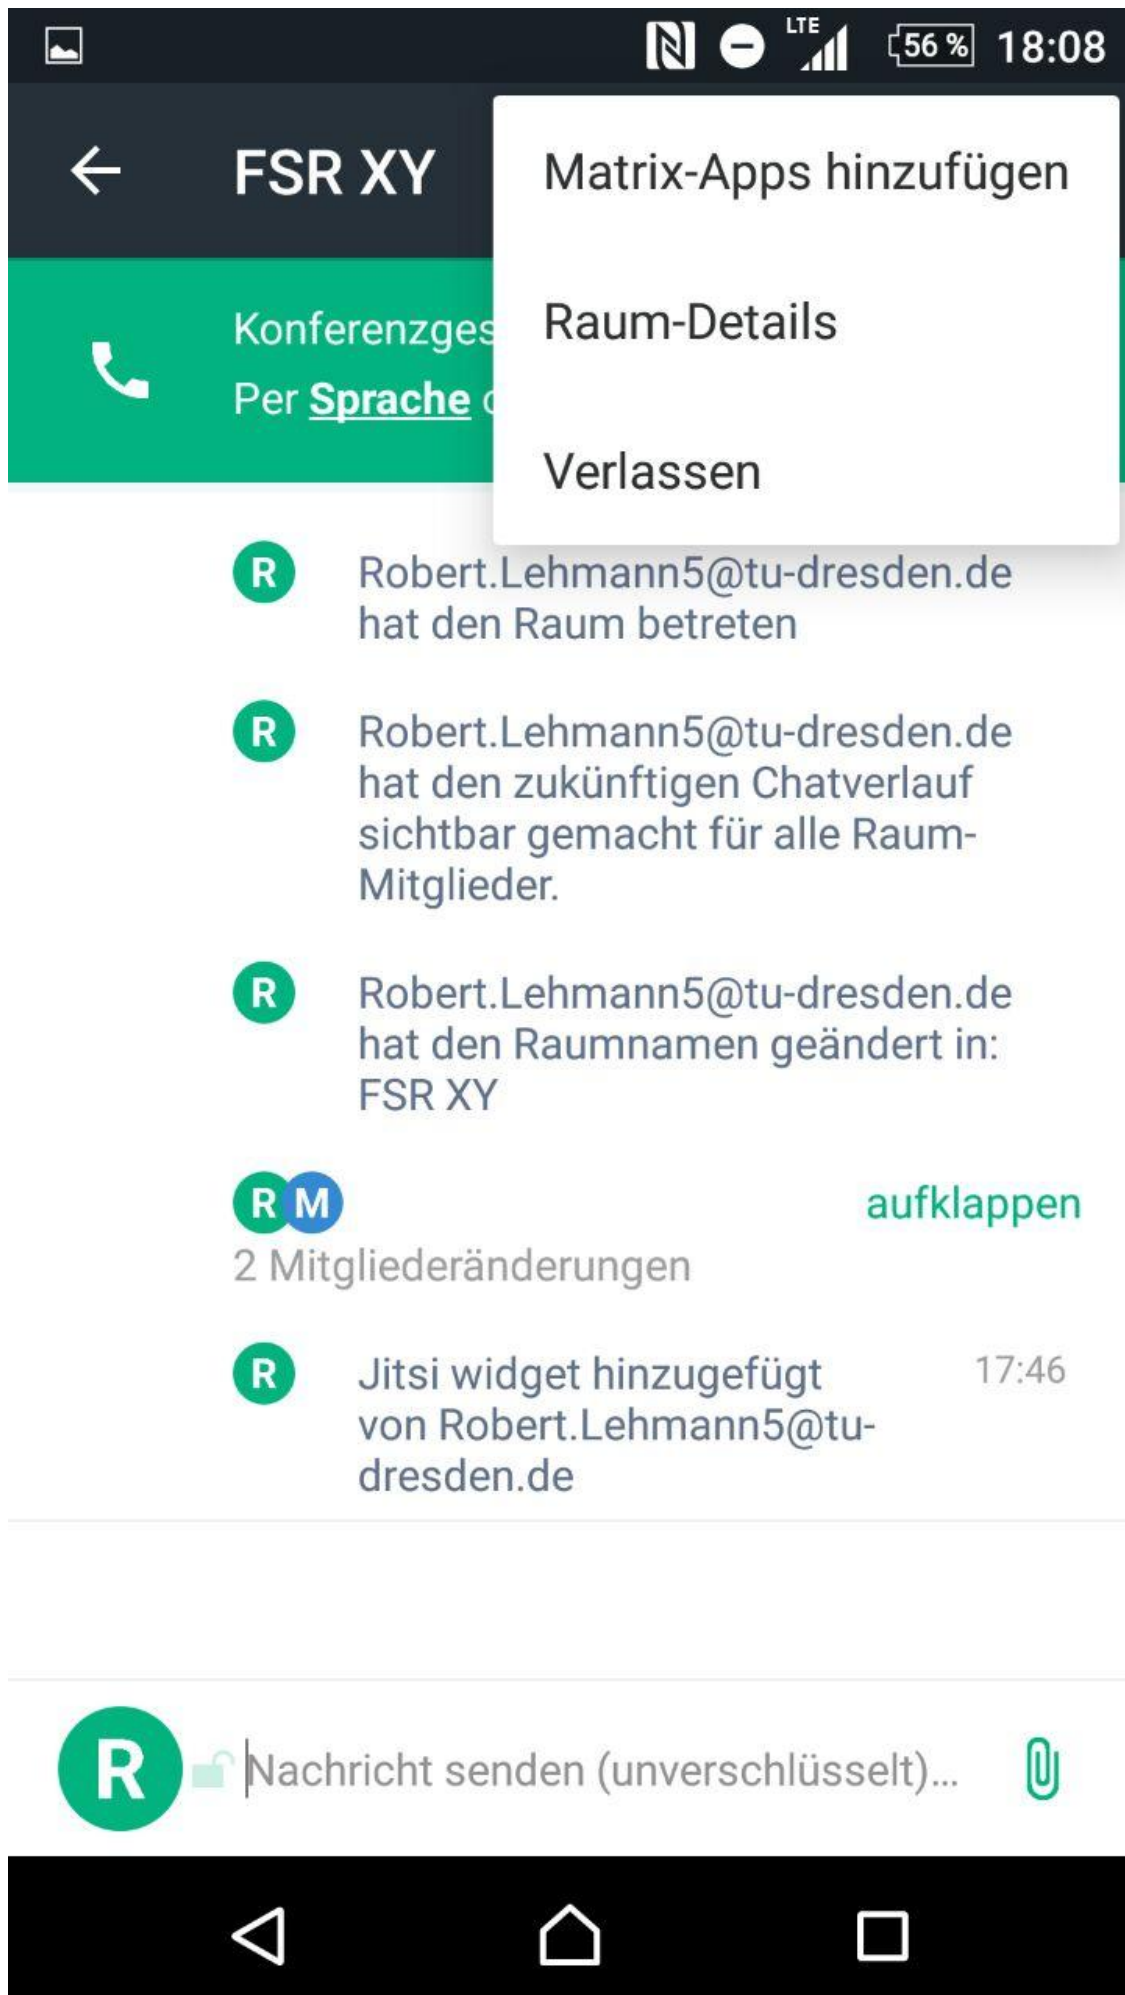 LTE
56 %
18:08
FSR XY
Matrix-Apps hinzufügen
Raum-Details
Verlassen
Konferenzges
Per Sprache
R
Robert.Lehmann5@tu-dresden.de
hat den Raum betreten
R
Robert.Lehmann5@tu-dresden.de
hat den zukünftigen Chatverlauf
sichtbar gemacht für alle Raum-
Mitglieder.
R
Robert.Lehmann5@tu-dresden.de
hat den Raumnamen geändert in:
FSR XY
R M
aufklappen
2 Mitgliederänderungen
R
Jitsi widget hinzugefügt
17:46
von Robert.Lehmann5@tu-
dresden.de
R
Nachricht senden (unverschlüsselt)...